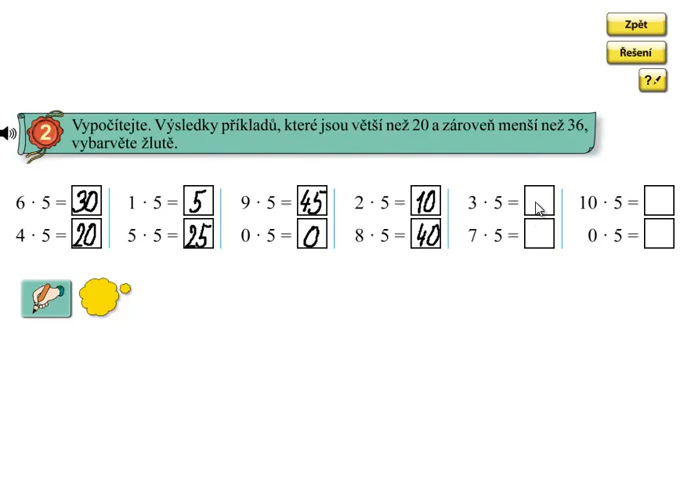 Zpět
Řešení
?
2
Vypočítejte. Výsledky příkladů, které jsou větší než 20 a zároveň menší než 36,
vybarvěte žlutě.
6 · 5 = 30 1 · 5 = 5 9 · 5 = 45 2 · 5 = 10 3 · 5 = 10 · 5 =
4 · 5 = 20 5 · 5 = 25 0 · 5 = 0 8 · 5 = 40 7 · 5 = 0 · 5 =